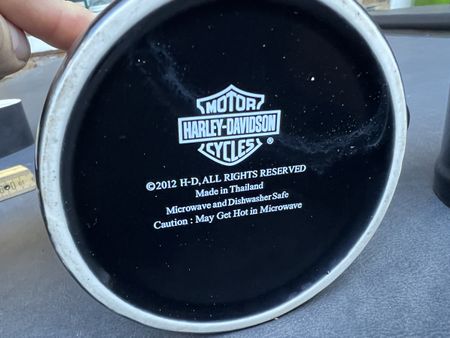 MOTOR
HARLEY-DAVIDSON
CYCLES ®
©2012 H-D, ALL RIGHTS RESERVED
Made in Thailand
Microwave and Dishwasher Safe
Caution : May Get Hot in Microwave